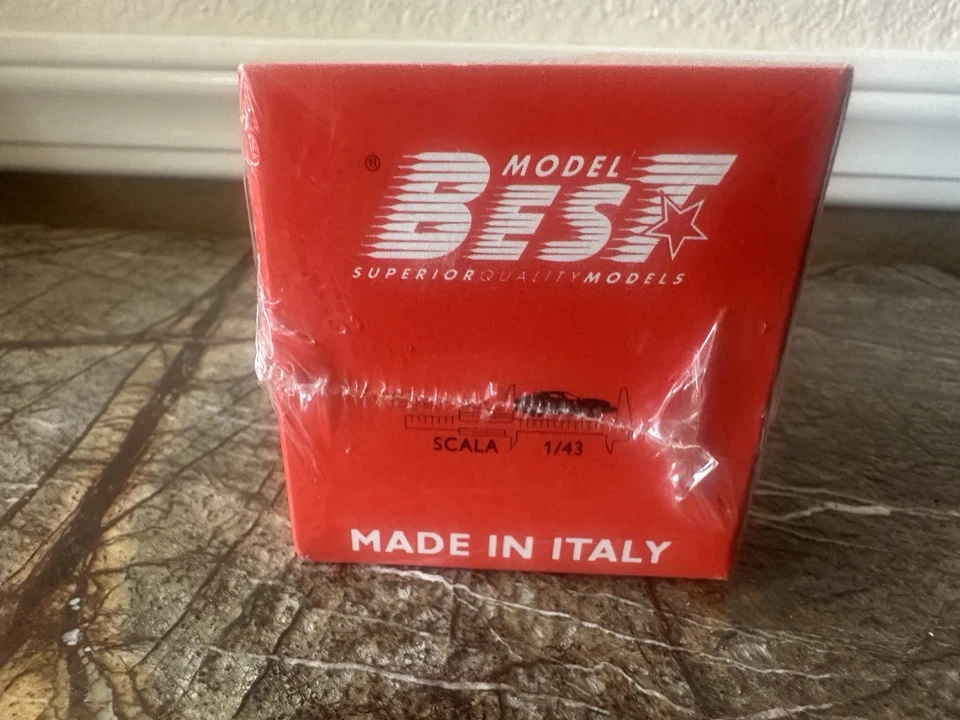 ®
MODEL
BEST
SUPERIORQUALITYMODELS
SCALA 1/43
MADE IN ITALY